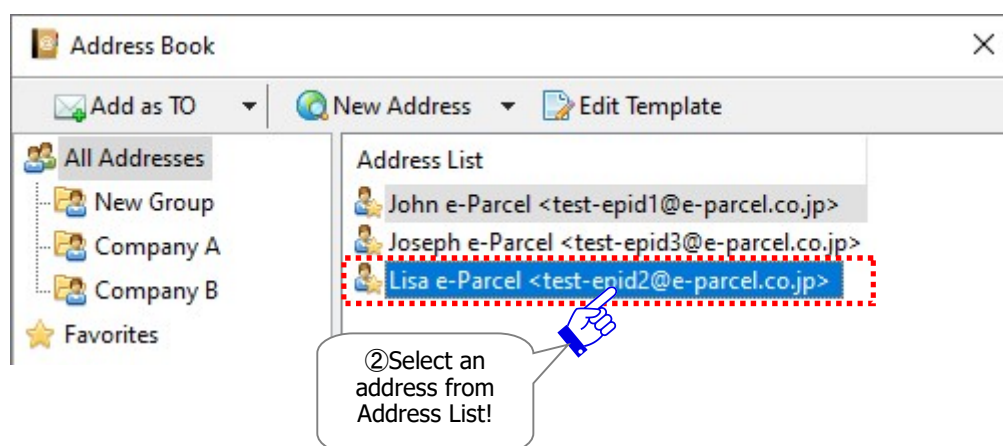 Address Book
Add as TO
New Address
Edit Template
All Addresses
New Group
Company A
Company B
Favorites
Address List
John e-Parcel <test-epid1@e-parcel.co.jp>
Joseph e-Parcel <test-epid3@e-parcel.co.jp>
Lisa e-Parcel <test-epid2@e-parcel.co.jp>
②Select an
address from
Address List!